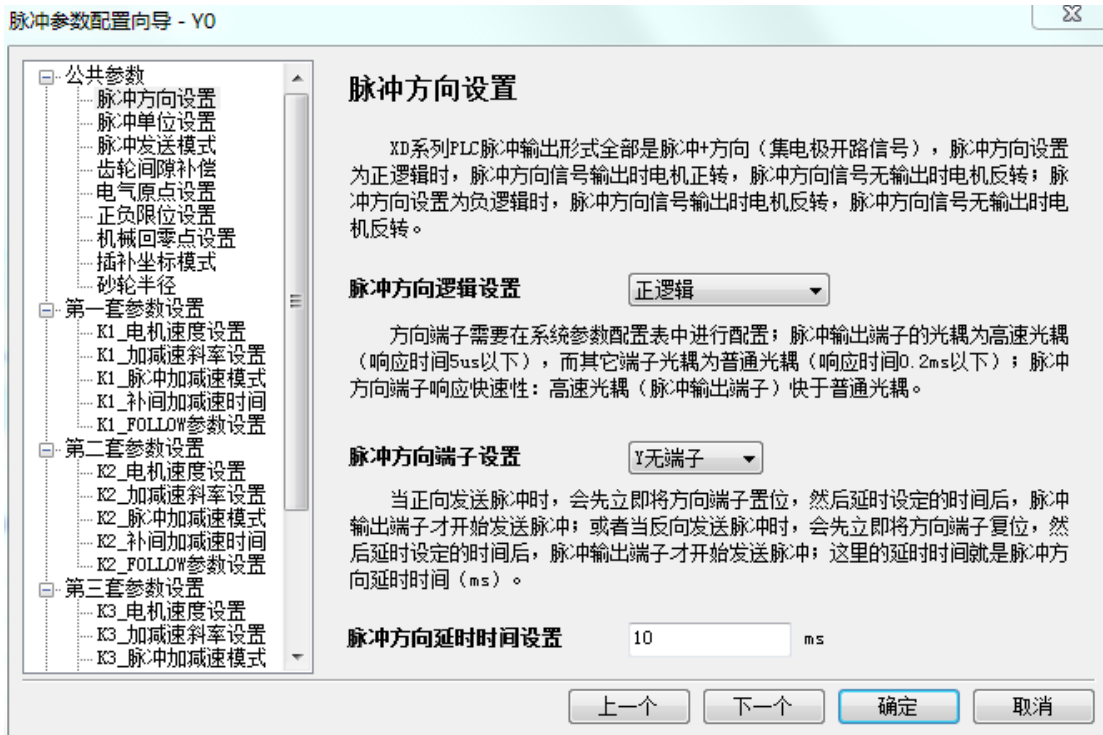 脉冲参数配置向导 - Y0
公共参数
脉冲方向设置
脉冲单位设置
脉冲发送模式
齿轮间隙补偿
电气原点设置
正负限位设置
机械回零点设置
插补坐标模式
砂轮半径
第一套参数设置
K1_电机速度设置
K1_加减速斜率设置
K1_脉冲加减速模式
K1_补间加减速时间
K1_FOLLOW参数设置
第二套参数设置
K2_电机速度设置
K2_加减速斜率设置
K2_脉冲加减速模式
K2_补间加减速时间
K2_FOLLOW参数设置
第三套参数设置
K3_电机速度设置
K3_加减速斜率设置
K3_脉冲加减速模式
脉冲方向设置
XD系列PLC脉冲输出形式全部是脉冲+方向（集电极开路信号），脉冲方向设置
为正逻辑时，脉冲方向信号输出时电机正转，脉冲方向信号无输出时电机反转；脉
冲方向设置为负逻辑时，脉冲方向信号输出时电机反转，脉冲方向信号无输出时电
机反转。
脉冲方向逻辑设置 正逻辑
方向端子需要在系统参数配置表中进行配置；脉冲输出端子的光耦为高速光耦
（响应时间5us以下），而其它端子光耦为普通光耦（响应时间0.2ms以下）；脉冲
方向端子响应快速性：高速光耦（脉冲输出端子）快于普通光耦。
脉冲方向端子设置 Y无端子
当正向发送脉冲时，会先立即将方向端子置位，然后延时设定的时间后，脉冲
输出端子才开始发送脉冲；或者当反向发送脉冲时，会先立即将方向端子复位，然
后延时设定的时间后，脉冲输出端子才开始发送脉冲；这里的延时时间就是脉冲方
向延时时间（ms）。
脉冲方向延时时间设置 10 ms
上一个 下一个 确定 取消